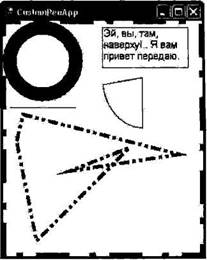 CustomPenApp
Эй, вы, там,
наверху!.. Я вам
привет передаю.